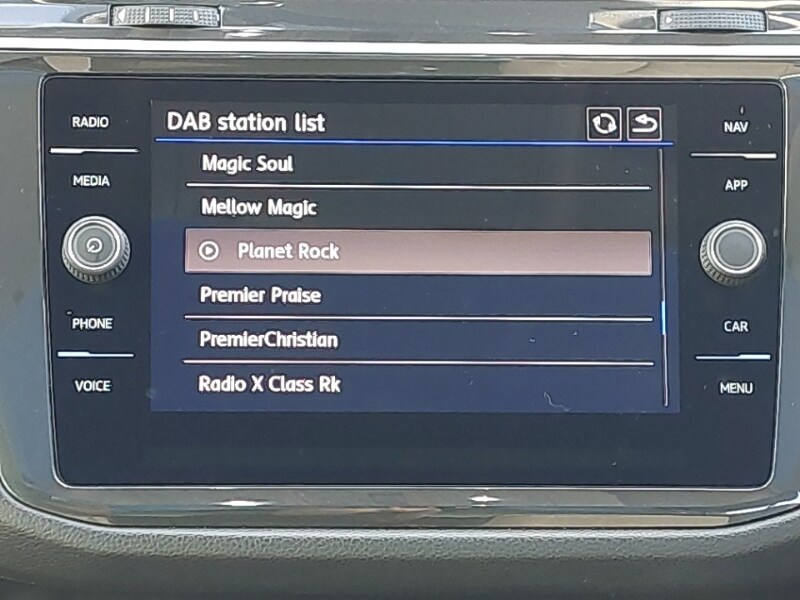 RADIO
MEDIA
PHONE
VOICE
DAB station list
Magic Soul
Mellow Magic
Planet Rock
Premier Praise
PremierChristian
Radio X Class Rk
NAV
APP
CAR
MENU